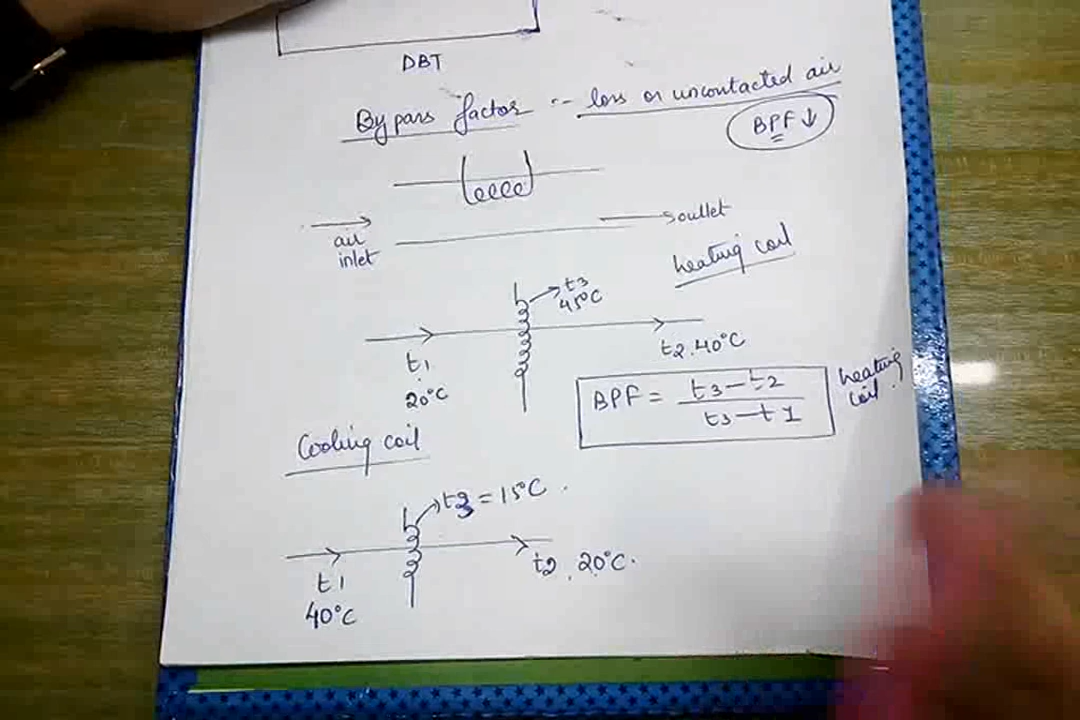 DBT
By pass factor :- loss or uncontacted air
BPF ↓
air inlet
outlet
heating coil
t3
45°C
t1
20°C
t2. 40°C
BPF = t3-t2 / t3-t1
heating
coil
Cooling coil
t3 = 15°C .
t1
40°C
t2 , 20°C.